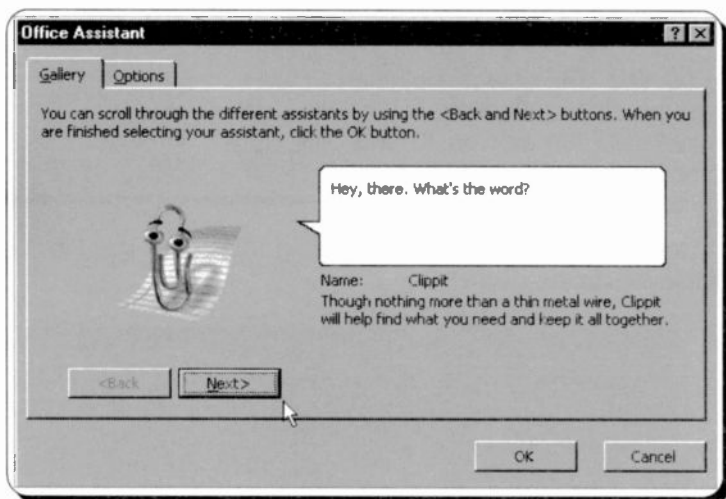 Office Assistant
Gallery
Options
You can scroll through the different assistants by using the <Back and Next> buttons. When you
are finished selecting your assistant, click the OK button.
Hey, there. What's the word?
Name: Clippit
Though nothing more than a thin metal wire, Clippit
will help find what you need and keep it all together.
<Back
Next>
OK
Cancel